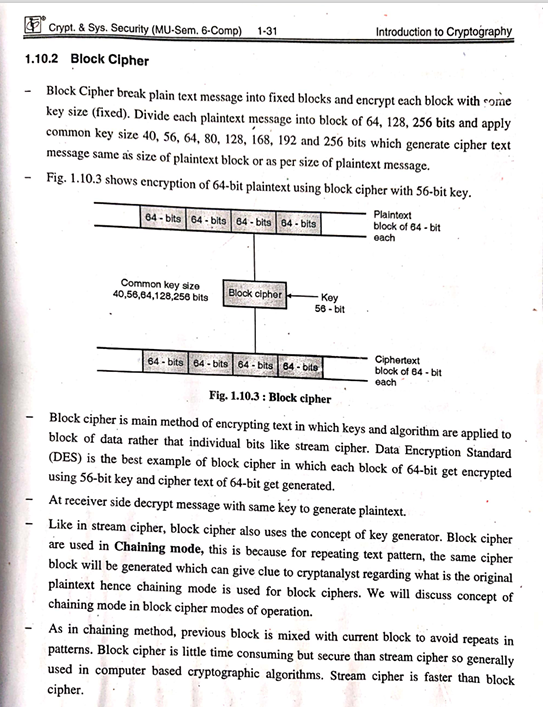 Crypt. & Sys. Security (MU-Sem. 6-Comp) 1-31 Introduction to Cryptography
1.10.2 Block Cipher
– Block Cipher break plain text message into fixed blocks and encrypt each block with some
key size (fixed). Divide each plaintext message into block of 64, 128, 256 bits and apply
common key size 40, 56, 64, 80, 128, 168, 192 and 256 bits which generate cipher text
message same as size of plaintext block or as per size of plaintext message.
– Fig. 1.10.3 shows encryption of 64-bit plaintext using block cipher with 56-bit key.
64 - bits 64 - bits 64 - bits 64 - bits
Plaintext
block of 64 - bit
each
Common key size
40,56,64,128,256 bits
Block cipher
Key
56 - bit
64 - bits 64 - bits 64 - bits 64 - bits
Ciphertext
block of 64 - bit
each
Fig. 1.10.3 : Block cipher
– Block cipher is main method of encrypting text in which keys and algorithm are applied to
block of data rather that individual bits like stream cipher. Data Encryption Standard
(DES) is the best example of block cipher in which each block of 64-bit get encrypted
using 56-bit key and cipher text of 64-bit get generated.
– At receiver side decrypt message with same key to generate plaintext.
– Like in stream cipher, block cipher also uses the concept of key generator. Block cipher
are used in Chaining mode, this is because for repeating text pattern, the same cipher
block will be generated which can give clue to cryptanalyst regarding what is the original
plaintext hence chaining mode is used for block ciphers. We will discuss concept of
chaining mode in block cipher modes of operation.
– As in chaining method, previous block is mixed with current block to avoid repeats in
patterns. Block cipher is little time consuming but secure than stream cipher so generally
used in computer based cryptographic algorithms. Stream cipher is faster than block
cipher.